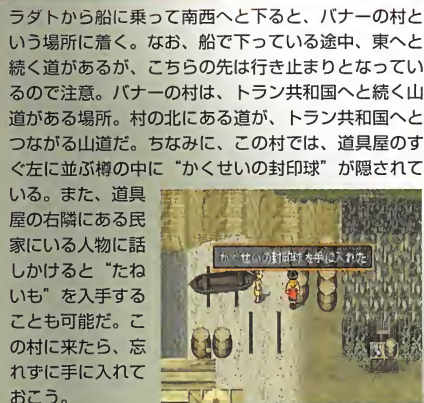 ラダトから船に乗って南西へと下ると、バナーの村と
いう場所に着く。なお、船で下っている途中、東へと
続く道があるが、こちらの先は行き止まりとなってい
るので注意。バナーの村は、トラン共和国へと続く山
道がある場所。村の北にある道が、トラン共和国へと
つながる山道だ。ちなみに、この村では、道具屋のす
ぐ左に並ぶ樽の中に“かくせいの封印球”が隠されて
いる。また、道具
屋の右隣にある民
家にいる人物に話
しかけると“たね
いも”を入手する
ことも可能だ。こ
の村に来たら、忘
れずに手に入れて
おこう。
かくせいの封印球を手に入れた